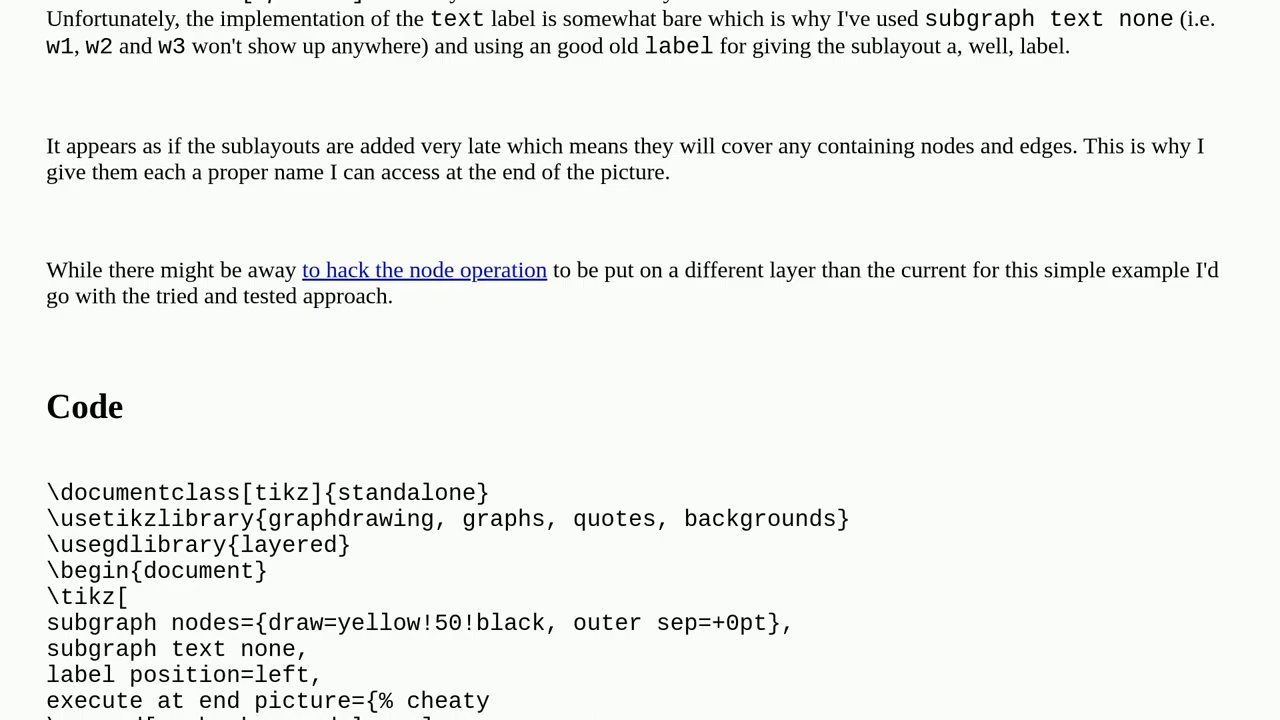 Unfortunately, the implementation of the text label is somewhat bare which is why I've used subgraph text none (i.e.
w1, w2 and w3 won't show up anywhere) and using an good old label for giving the sublayout a, well, label.
It appears as if the sublayouts are added very late which means they will cover any containing nodes and edges. This is why I
give them each a proper name I can access at the end of the picture.
While there might be away to hack the node operation to be put on a different layer than the current for this simple example I'd
go with the tried and tested approach.
Code
\documentclass[tikz]{standalone}
\usetikzlibrary{graphdrawing, graphs, quotes, backgrounds}
\usegdlibrary{layered}
\begin{document}
\tikz[
subgraph nodes={draw=yellow!50!black, outer sep=+0pt},
subgraph text none,
label position=left,
execute at end picture={% cheaty